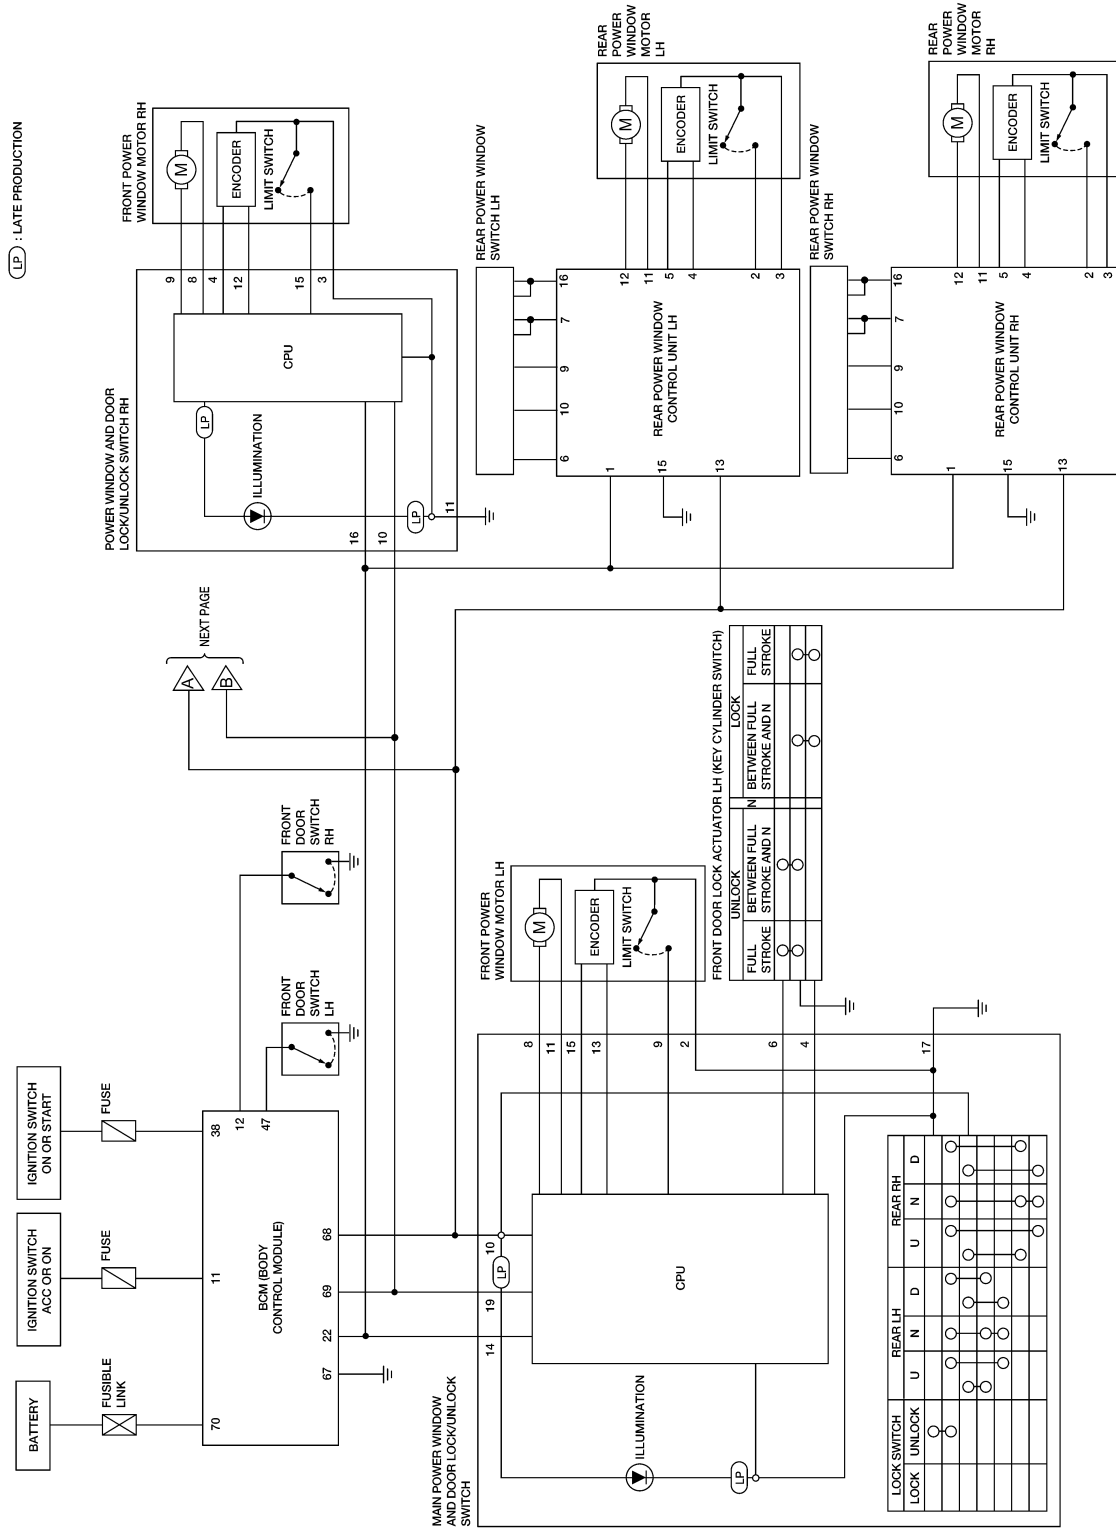 BATTERY
IGNITION SWITCH
ACC OR ON
IGNITION SWITCH
ON OR START
LP : LATE PRODUCTION
FUSIBLE
LINK
FUSE
FUSE
70
11
38
12
47
BCM (BODY
CONTROL MODULE)
67
22
69
68
FRONT
DOOR
SWITCH
LH
FRONT
DOOR
SWITCH
RH
A
B
NEXT PAGE
POWER WINDOW AND DOOR
LOCK/UNLOCK SWITCH RH
LP
ILLUMINATION
LP
CPU
16
10
11
9
8
4
12
15
3
FRONT POWER
WINDOW MOTOR RH
M
ENCODER
LIMIT SWITCH
MAIN POWER WINDOW
AND DOOR LOCK/UNLOCK
SWITCH
14
19
10
LP
ILLUMINATION
LP
CPU
8
11
15
13
9
2
6
4
17
FRONT POWER
WINDOW MOTOR LH
M
ENCODER
LIMIT SWITCH
FRONT DOOR LOCK ACTUATOR LH (KEY CYLINDER SWITCH)
UNLOCK
N
LOCK
FULL
STROKE
BETWEEN FULL
STROKE AND N
BETWEEN FULL
STROKE AND N
FULL
STROKE
LOCK SWITCH
REAR LH
REAR RH
LOCK
UNLOCK
U
N
D
U
N
D
REAR POWER WINDOW
SWITCH LH
6
10
9
7
16
REAR POWER WINDOW
CONTROL UNIT LH
1
15
13
12
11
5
4
2
3
REAR
POWER
WINDOW
MOTOR
LH
M
ENCODER
LIMIT SWITCH
REAR POWER WINDOW
SWITCH RH
6
10
9
7
16
REAR POWER WINDOW
CONTROL UNIT RH
1
15
13
12
11
5
4
2
3
REAR
POWER
WINDOW
MOTOR
RH
M
ENCODER
LIMIT SWITCH